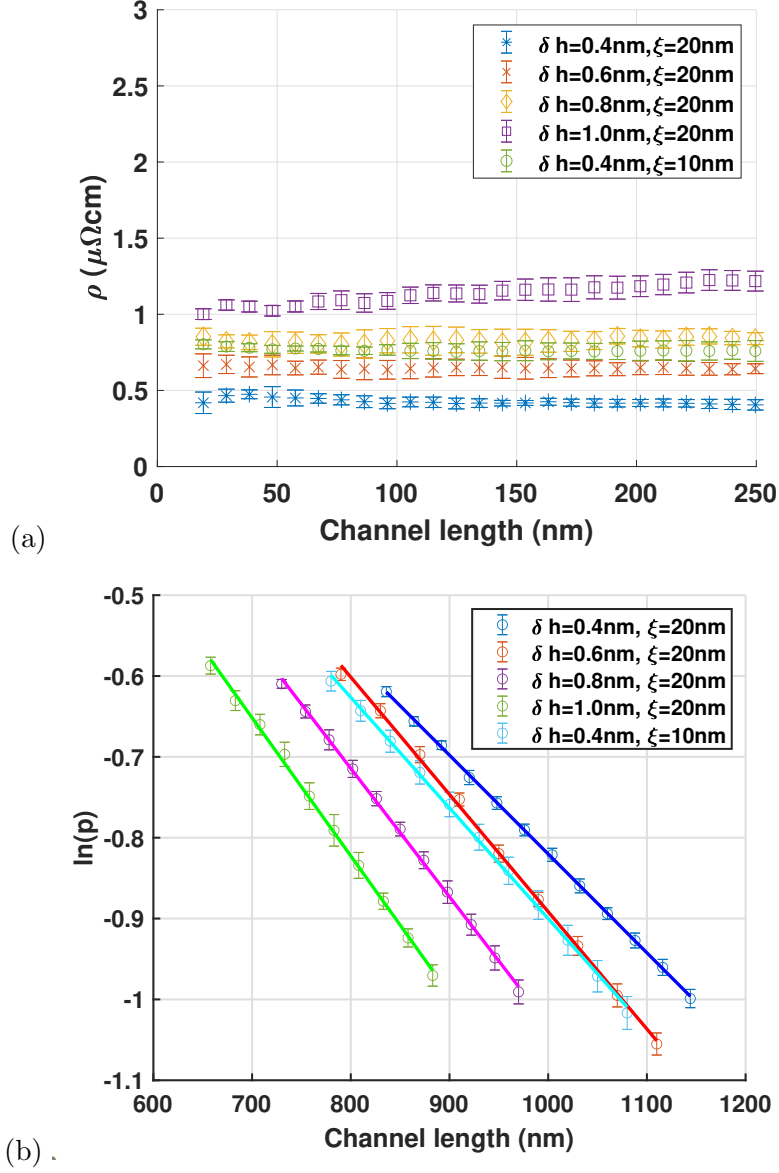 3
2.5
2
1.5
1
0.5
0
0 50 100 150 200 250
ρ (μΩcm)
Channel length (nm)
δ h=0.4nm,ξ=20nm
δ h=0.6nm,ξ=20nm
δ h=0.8nm,ξ=20nm
δ h=1.0nm,ξ=20nm
δ h=0.4nm,ξ=10nm
(a)
-0.5
-0.6
-0.7
-0.8
-0.9
-1
-1.1
600 700 800 900 1000 1100 1200
ln(p)
Channel length (nm)
δ h=0.4nm, ξ=20nm
δ h=0.6nm, ξ=20nm
δ h=0.8nm, ξ=20nm
δ h=1.0nm, ξ=20nm
δ h=0.4nm, ξ=10nm
(b)